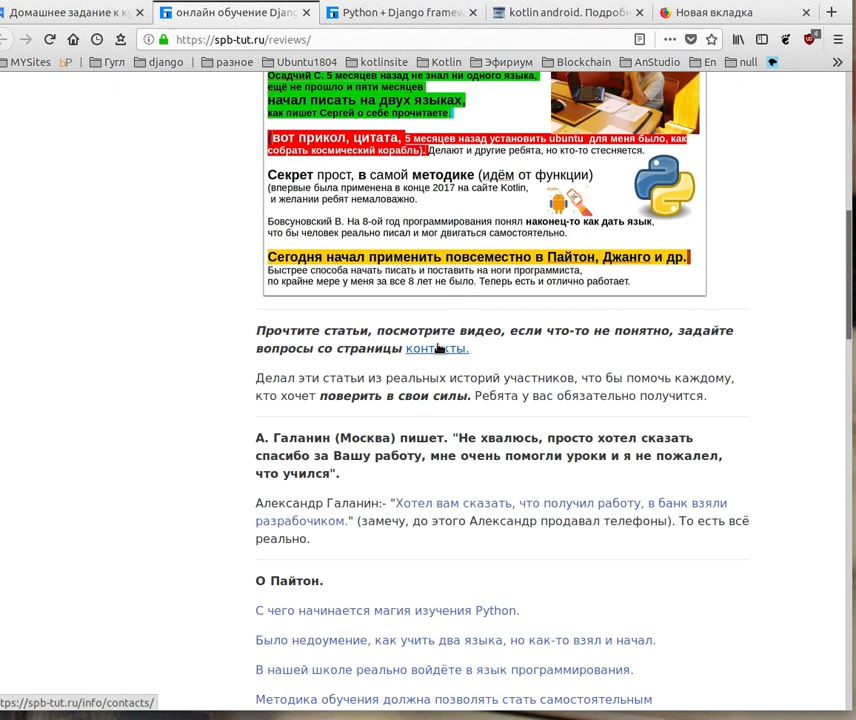 Домашнее задание к ку
онлайн обучение Djang
Python + Django framew
kotlin android. Подробн
Новая вкладка
https://spb-tut.ru/reviews/
4
MYSites
bP
Гугл
django
разное
Ubuntu1804
kotlinsite
Kotlin
Эфириум
Blockchain
AnStudio
En
null
Осадчий С. 5 месяцев назад не знал ни одного языка,
ещё не прошло и пяти месяцев
начал писать на двух языках,
как пишет Сергей о себе прочитаете.
(вот прикол, цитата, 5 месяцев назад установить ubuntu для меня было, как
собрать космический корабль). Делают и другие ребята, но кто-то стесняется.
Секрет прост, в самой методике (идём от функции)
(впервые была применена в конце 2017 на сайте Kotlin,
и желании ребят немаловажно.
Бовсуновский В. На 8-ой год программирования понял наконец-то как дать язык,
что бы человек реально писал и мог двигаться самостоятельно.
Сегодня начал применить повсеместно в Пайтон, Джанго и др.
Быстрее способа начать писать и поставить на ноги программиста,
по крайне мере у меня за все 8 лет не было. Теперь есть и отлично работает.
Прочтите статьи, посмотрите видео, если что-то не понятно, задайте
вопросы со страницы контакты.
Делал эти статьи из реальных историй участников, что бы помочь каждому,
кто хочет поверить в свои силы. Ребята у вас обязательно получится.
А. Галанин (Москва) пишет. "Не хвалюсь, просто хотел сказать
спасибо за Вашу работу, мне очень помогли уроки и я не пожалел,
что учился".
Александр Галанин:- "Хотел вам сказать, что получил работу, в банк взяли
разрабочиком." (замечу, до этого Александр продавал телефоны). То есть всё
реально.
О Пайтон.
С чего начинается магия изучения Python.
Было недоумение, как учить два языка, но как-то взял и начал.
В нашей школе реально войдёте в язык программирования.
Методика обучения должна позволять стать самостоятельным
tps://spb-tut.ru/info/contacts/